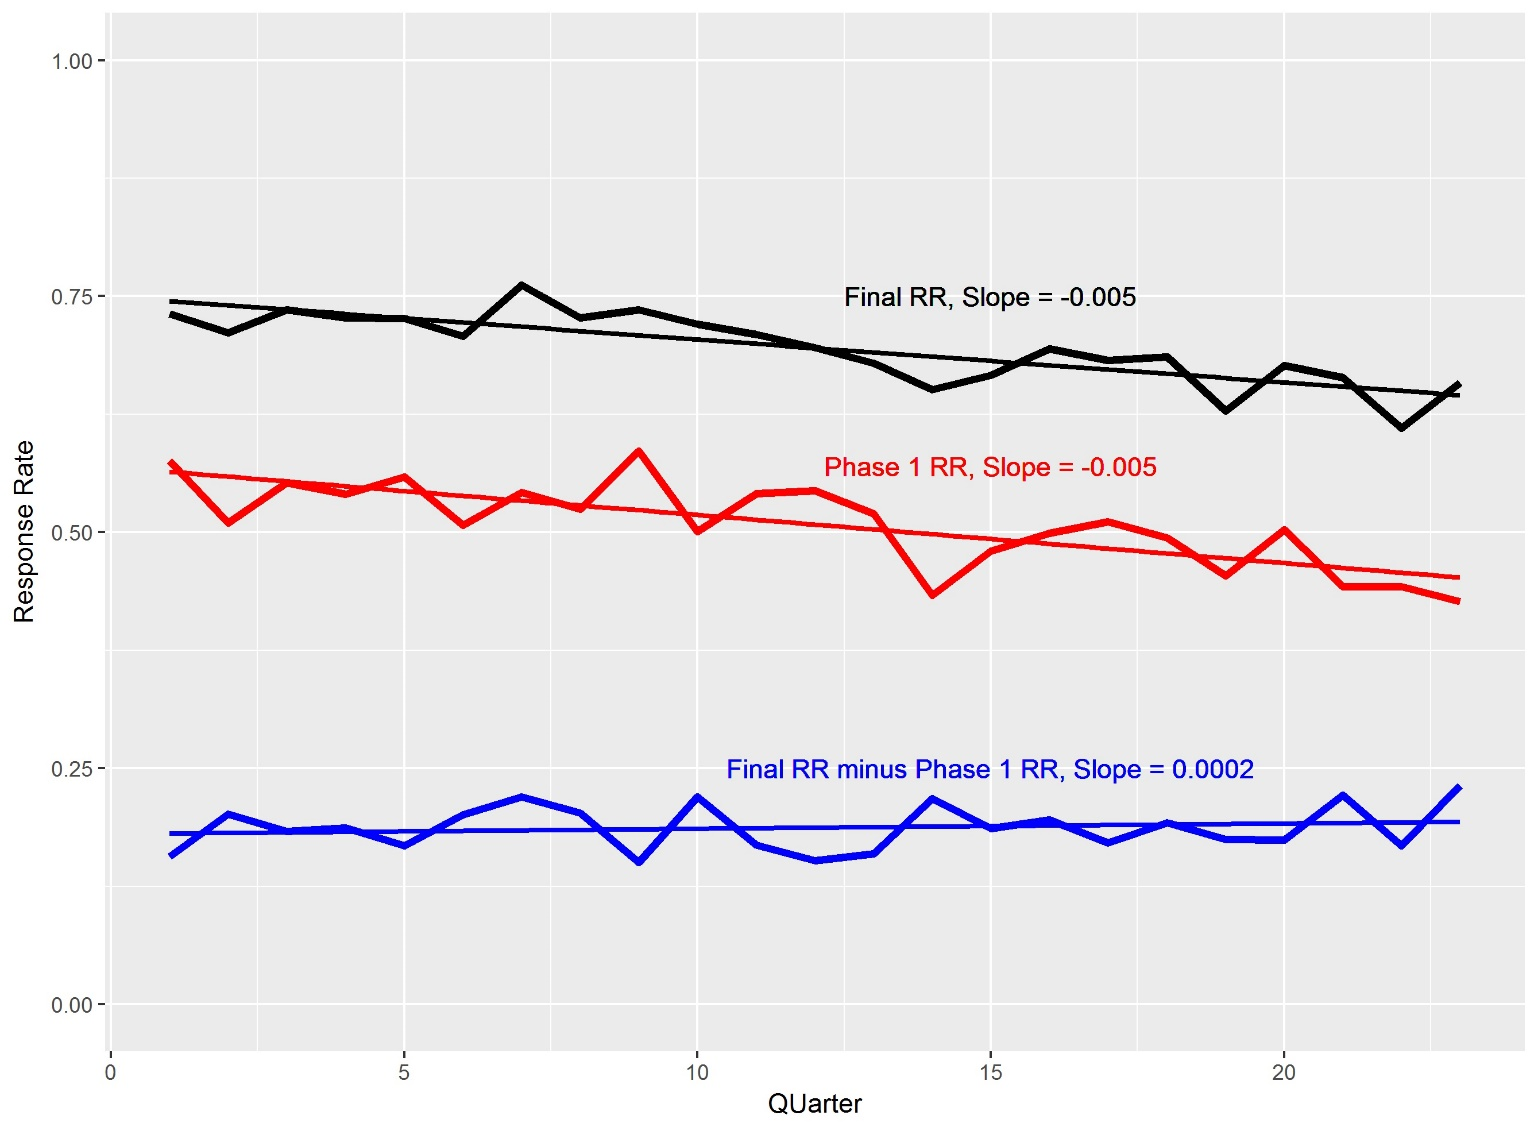 1.00
0.75
0.50
0.25
0.00
Response Rate
Final RR, Slope = -0.005
Phase 1 RR, Slope = -0.005
Final RR minus Phase 1 RR, Slope = 0.0002
0 5 10 15 20
QUarter